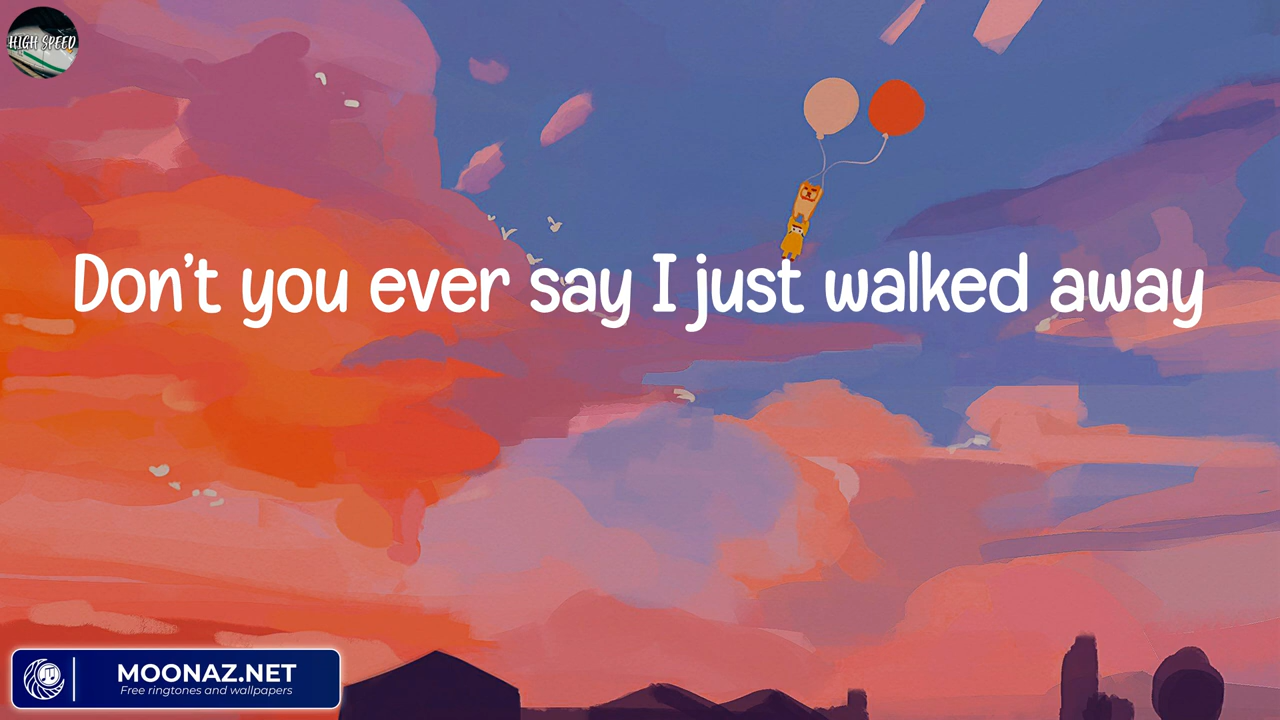 HIGH SPEED
Don't you ever say I just walked away
MOONAZ.NET
Free ringtones and wallpapers